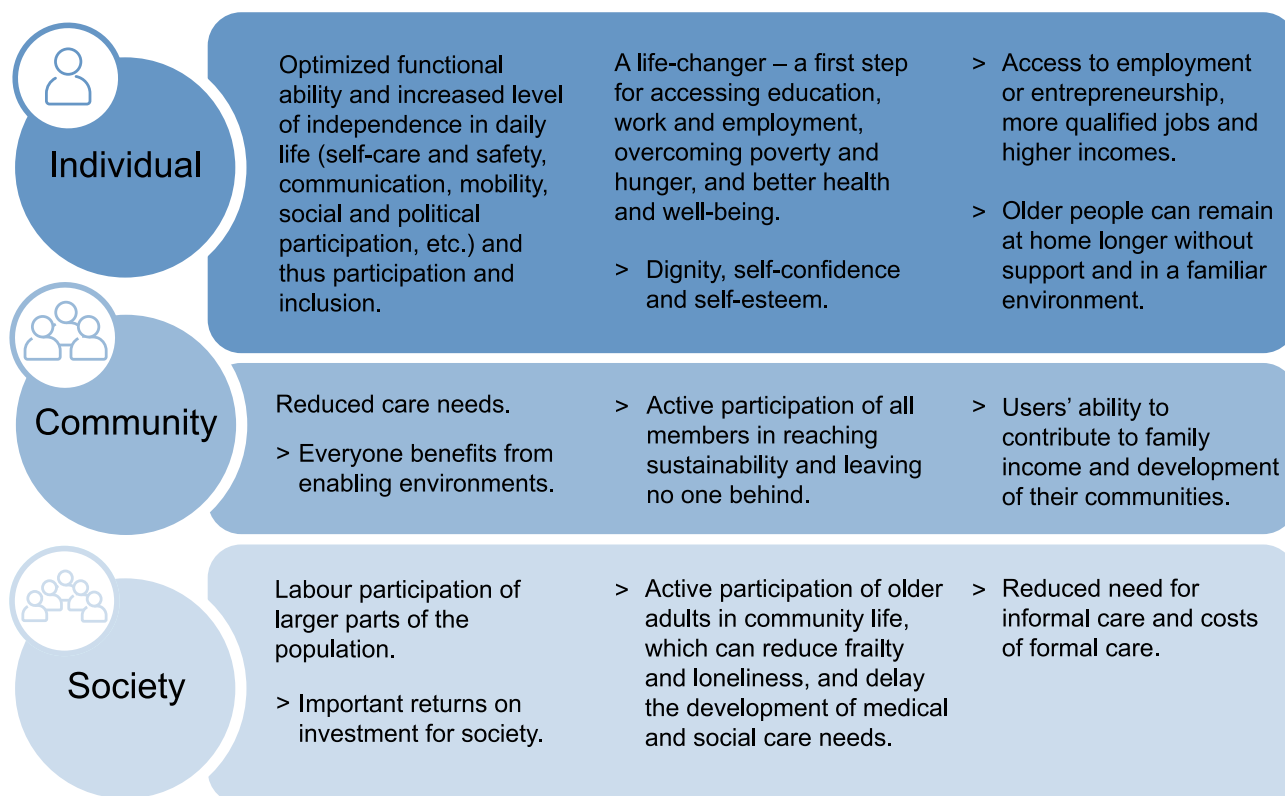 Individual
Optimized functional
ability and increased level
of independence in daily
life (self-care and safety,
communication, mobility,
social and political
participation, etc.) and
thus participation and
inclusion.
A life-changer – a first step
for accessing education,
work and employment,
overcoming poverty and
hunger, and better health
and well-being.
> Dignity, self-confidence
and self-esteem.
> Access to employment
or entrepreneurship,
more qualified jobs and
higher incomes.
> Older people can remain
at home longer without
support and in a familiar
environment.
Community
Reduced care needs.
> Everyone benefits from
enabling environments.
> Active participation of all
members in reaching
sustainability and leaving
no one behind.
> Users’ ability to
contribute to family
income and development
of their communities.
Society
Labour participation of
larger parts of the
population.
> Important returns on
investment for society.
> Active participation of older
adults in community life,
which can reduce frailty
and loneliness, and delay
the development of medical
and social care needs.
> Reduced need for
informal care and costs
of formal care.